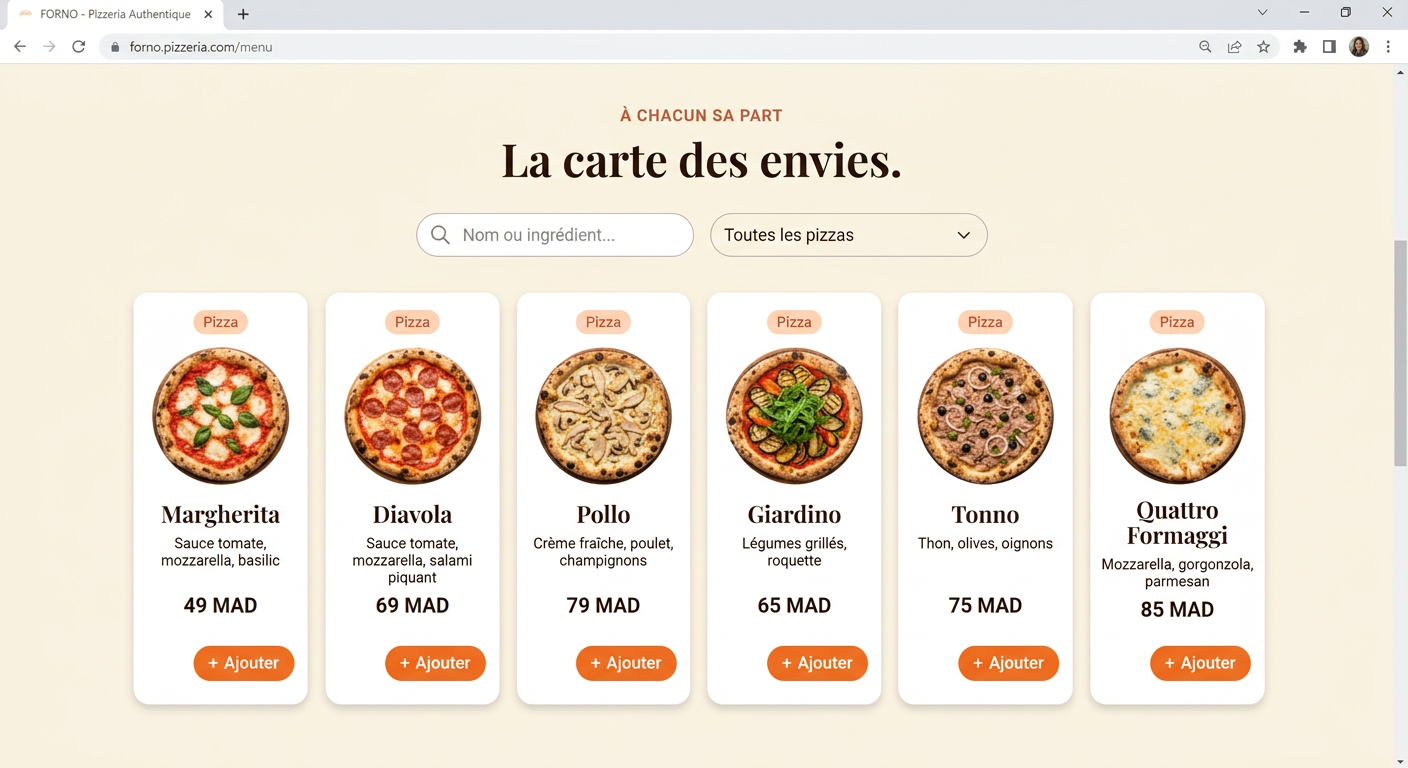 FORNO - Pizzeria Authentique
forno.pizzeria.com/menu
À CHACUN SA PART
La carte des envies.
Nom ou ingrédient...
Toutes les pizzas
Pizza
Margherita
Sauce tomate,
mozzarella, basilic
49 MAD
+ Ajouter
Pizza
Diavola
Sauce tomate,
mozzarella, salami
piquant
69 MAD
+ Ajouter
Pizza
Pollo
Crème fraîche, poulet,
champignons
79 MAD
+ Ajouter
Pizza
Giardino
Légumes grillés,
roquette
65 MAD
+ Ajouter
Pizza
Tonno
Thon, olives, oignons
75 MAD
+ Ajouter
Pizza
Quattro
Formaggi
Mozzarella, gorgonzola,
parmesan
85 MAD
+ Ajouter